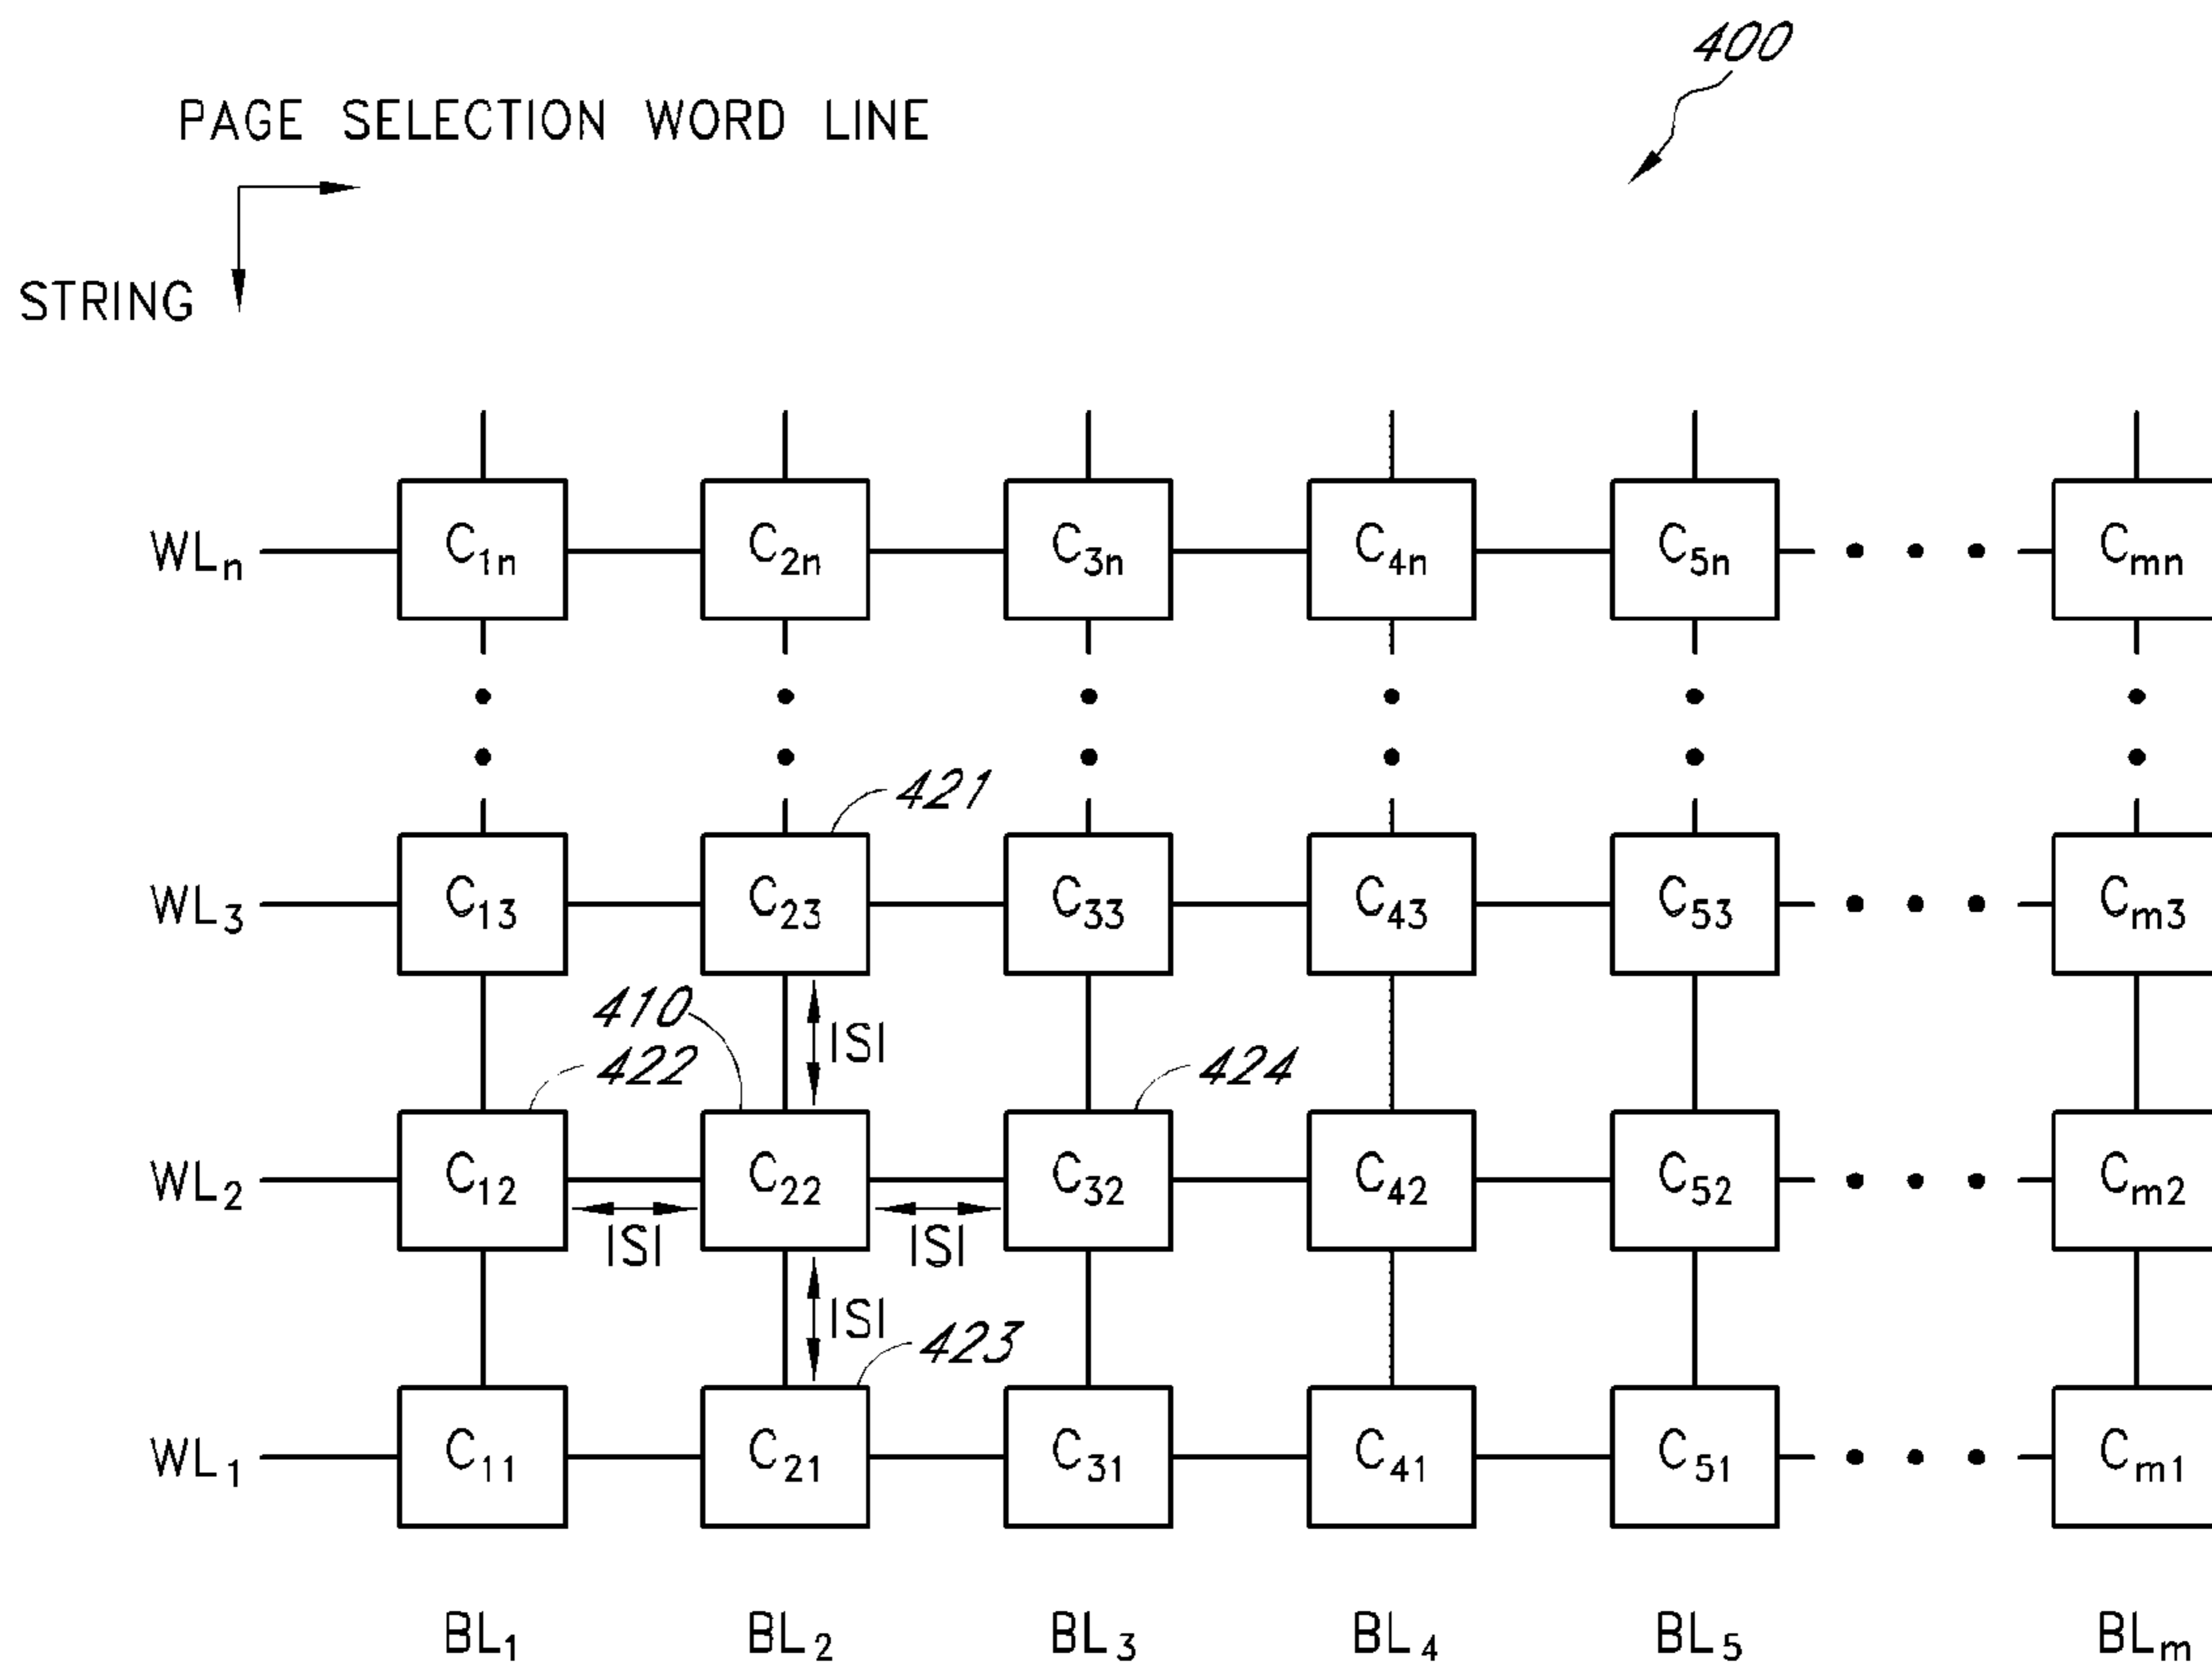 400
PAGE SELECTION WORD LINE
STRING
WLn C1n C2n C3n C4n C5n Cmn
421
WL3 C13 C23 C33 C43 C53 Cm3
410 ISI
422 424
WL2 C12 C22 C32 C42 C52 Cm2
ISI ISI
ISI 423
WL1 C11 C21 C31 C41 C51 Cm1
BL1 BL2 BL3 BL4 BL5 BLm